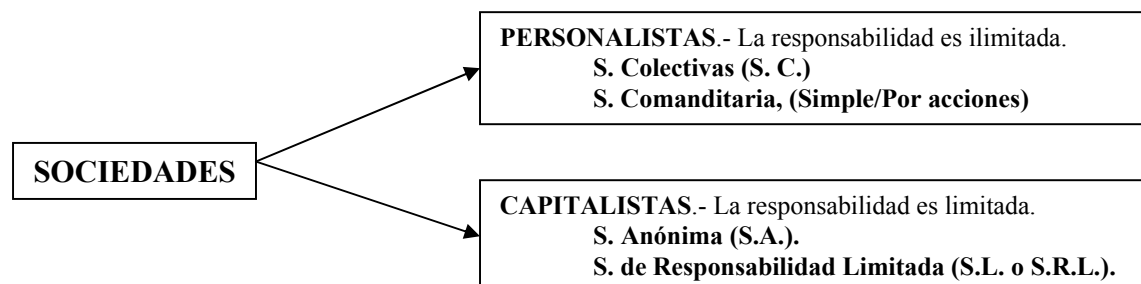 PERSONALISTAS.- La responsabilidad es ilimitada.
S. Colectivas (S. C.)
S. Comanditaria, (Simple/Por acciones)
SOCIEDADES
CAPITALISTAS.- La responsabilidad es limitada.
S. Anónima (S.A.).
S. de Responsabilidad Limitada (S.L. o S.R.L.).